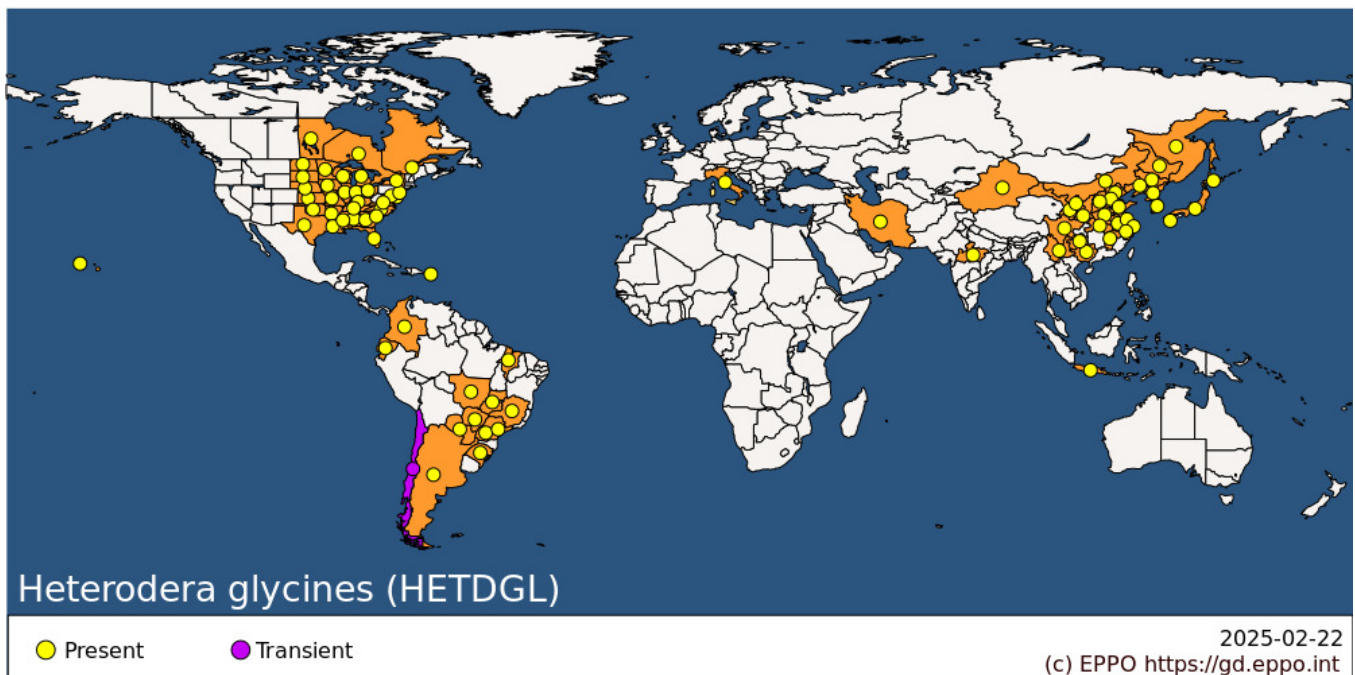 Heterodera glycines (HETDGL)
Present
Transient
2025-02-22
(c) EPPO https://gd.eppo.int